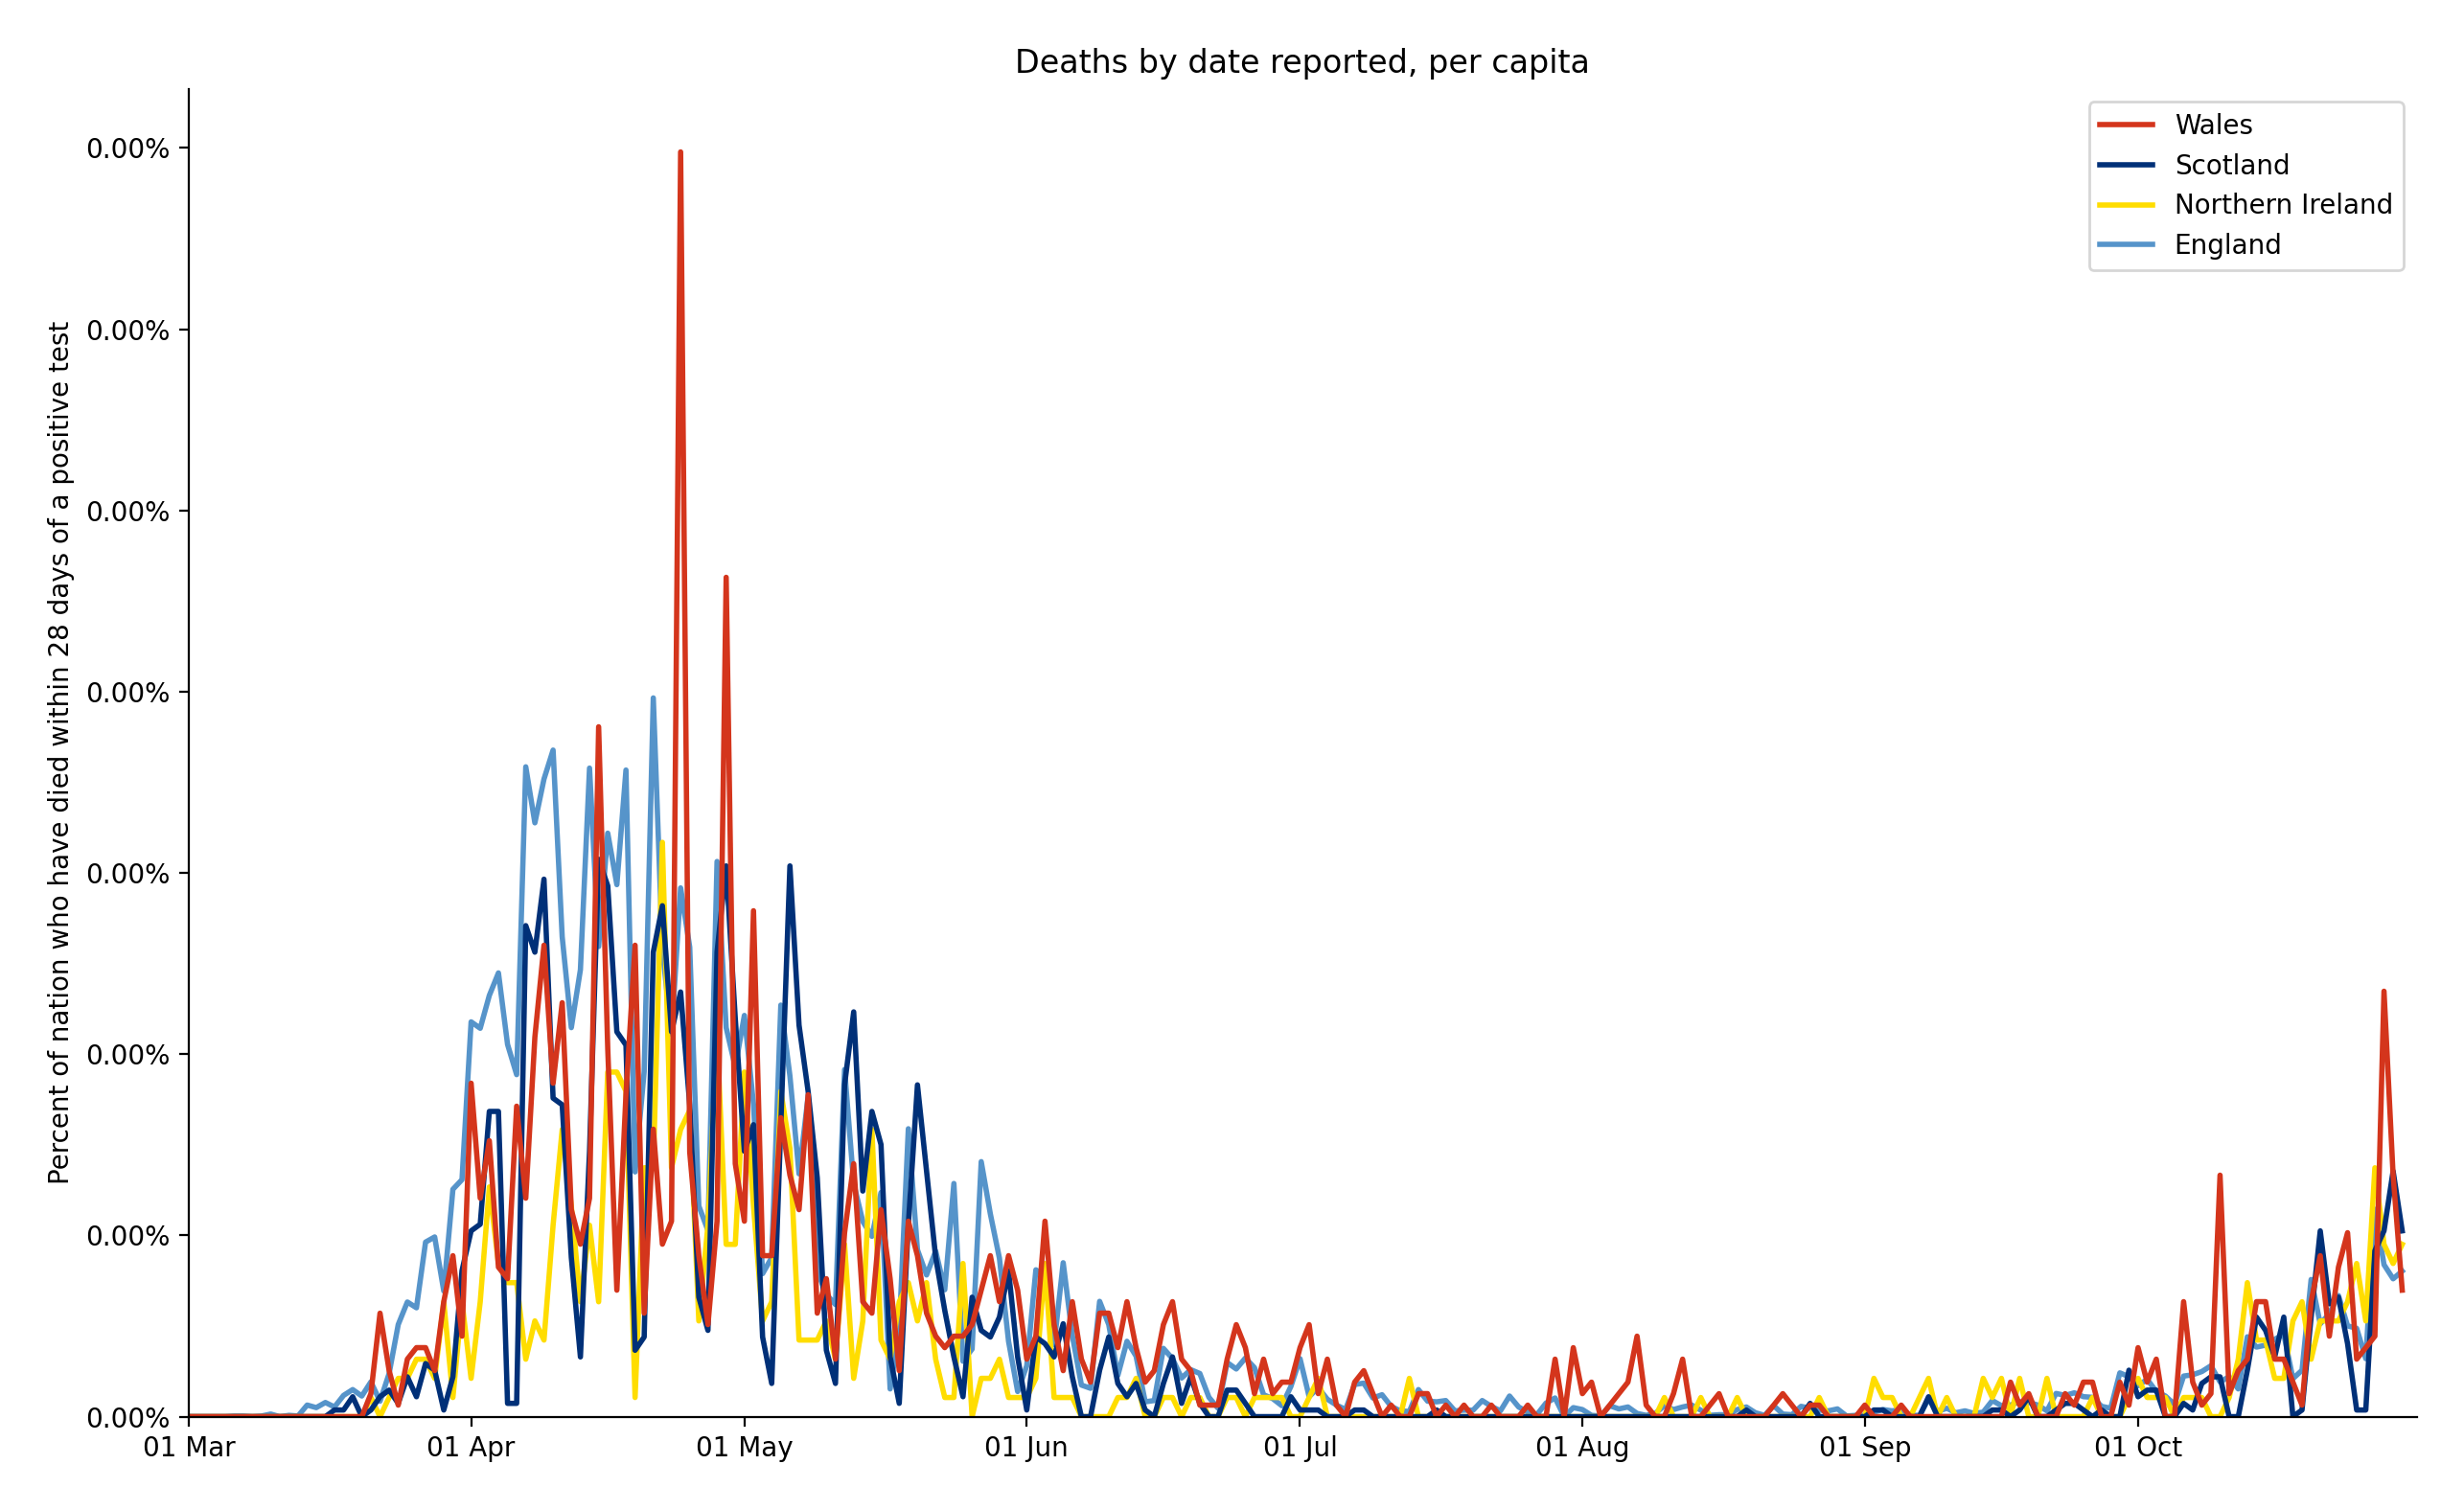 Deaths by date reported, per capita
Wales
Scotland
Northern Ireland
England
Percent of nation who have died within 28 days of a positive test
0.00%
0.00%
0.00%
0.00%
0.00%
0.00%
0.00%
0.00%
01 Mar
01 Apr
01 May
01 Jun
01 Jul
01 Aug
01 Sep
01 Oct